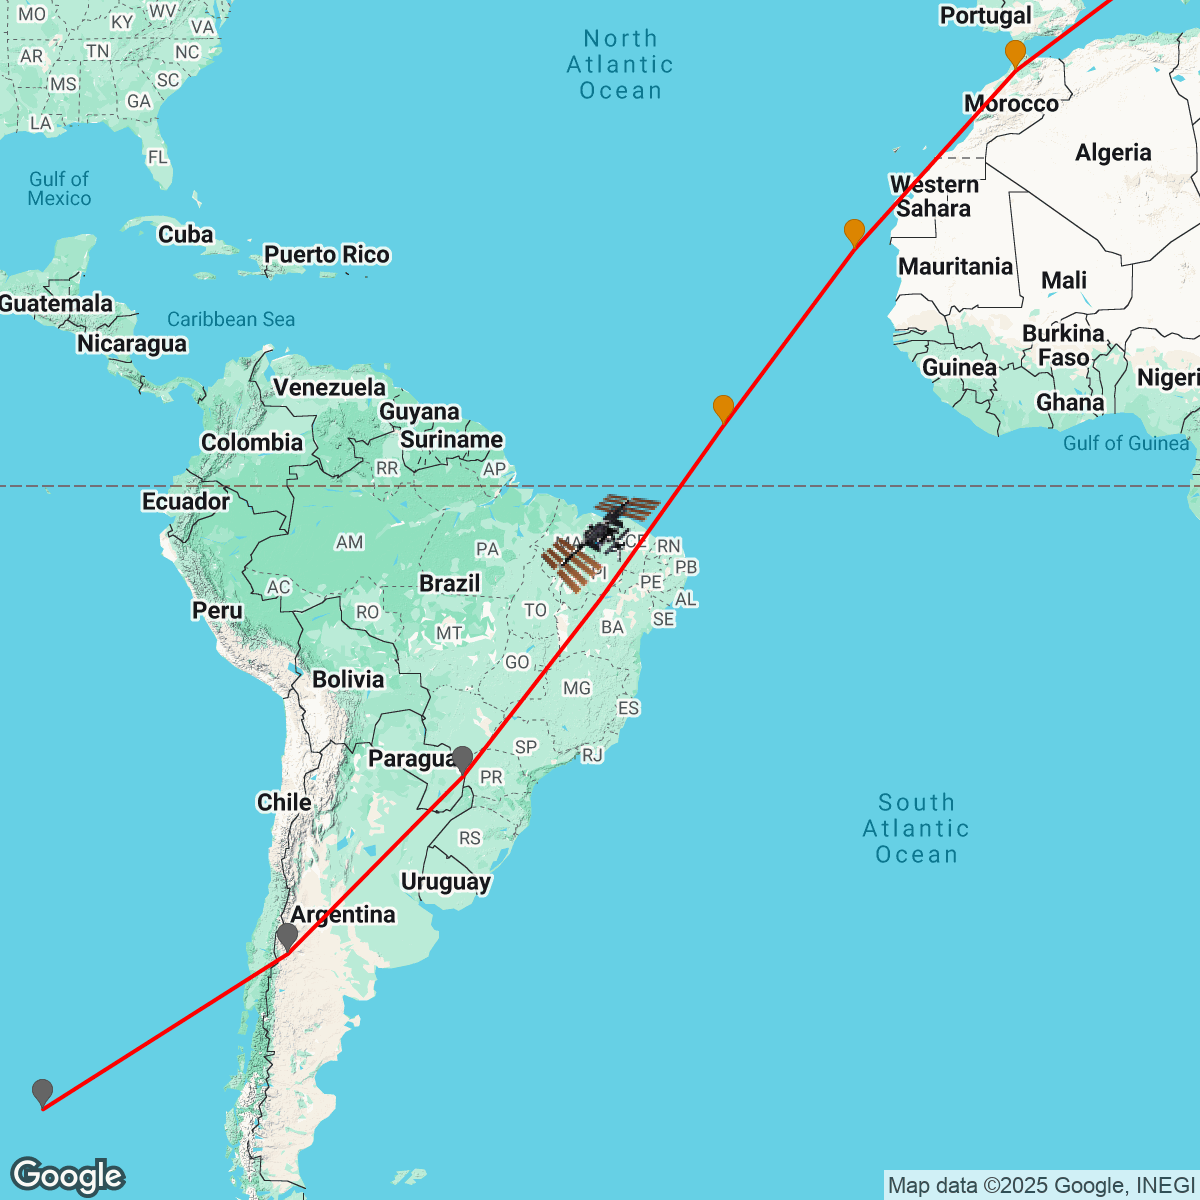 MO
KY
WV
VA
Portugal
North
Atlantic
Ocean
AR
TN
NC
MS
SC
GA
Morocco
LA
FL
Algeria
Gulf of
Mexico
Western
Sahara
Cuba
Puerto Rico
Mauritania
Mali
Guatemala
Caribbean Sea
Nicaragua
Burkina
Faso
Guinea
Nigeri
Venezuela
Guyana
Ghana
Colombia
Suriname
Gulf of Guinea
RR
AP
Ecuador
AM
PA
MA
CE
RN
PI
PB
AC
Brazil
PE
Peru
RO
TO
AL
MT
BA
SE
GO
Bolivia
MG
ES
SP
RJ
Paragua
PR
Chile
South
Atlantic
Ocean
RS
Uruguay
Argentina
Google
Map data ©2025 Google, INEGI